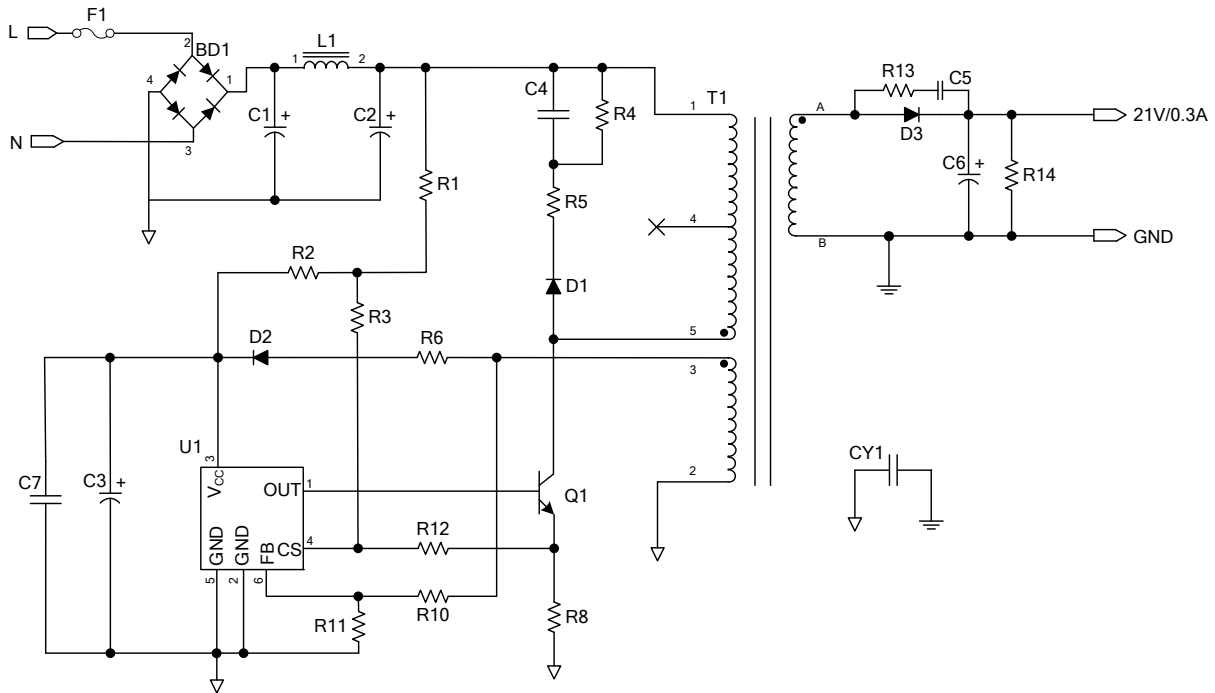 F1
L
2
BD1
L1
4
1
1
2
C1 +
C2 +
N
3
C4
R4
T1
1
R13
C5
A
D3
21V/0.3A
R1
R5
C6 +
R14
4
B
GND
R2
D1
R3
5
D2
R6
3
U1
3
C7
C3 +
VCC
OUT
1
Q1
2
CY1
GND
GND
FB
CS
4
R12
5
2
6
R10
R11
R8